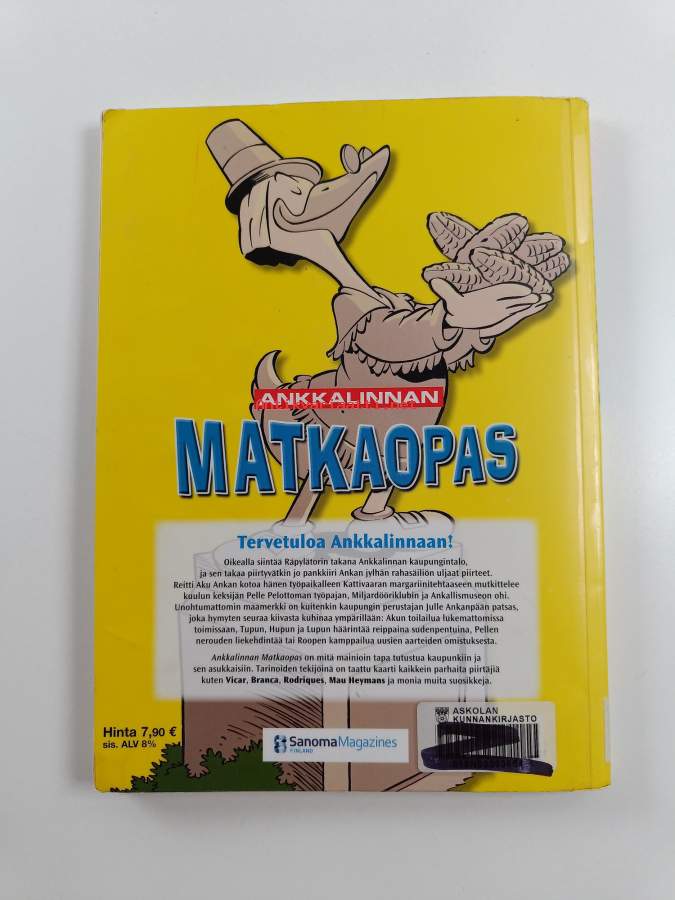 ANKKALINNAN
MATKAOPAS
Tervetuloa Ankkalinnaan!
Oikealla siintää Räpylätorin takana Ankkalinnan kaupungintalo,
ja sen takaa piirtyvätkin jo pankkiiri Ankan jylhän rahasäiliön uljaat piirteet.
Reitti Aku Ankan kotoa hänen työpaikalleen Kattivaaran margariinitehtaaseen mutkittelee
kuulun keksijän Pelle Pelottoman työpajan, Miljardööriklubin ja Ankallismuseon ohi.
Unohtumattomin maamerkki on kuitenkin kaupungin perustajan Julle Ankanpään patsas,
joka hymyten seuraa kiivasta kuhinaa ympärillään: Akun toilailua lukemattomissa
toimissaan, Tupun, Hupun ja Lupun häärintää reippaina sudenpentuina, Pellen
nerouden liekehdintää tai Roopen kamppailua uusien aarteiden omistuksesta.
Ankkalinnan Matkaopas on mitä mainioin tapa tutustua kaupunkiin ja
sen asukkaisiin. Tarinoiden tekijöinä on taattu kaarti kaikkein parhaita piirtäjiä
kuten Vicar, Branca, Rodriques, Mau Heymans ja monia muita suosikkeja.
Hinta 7,90 €
sis. ALV 8%
SanomaMagazines
FINLAND
ASKOLAN
KUNNANKIRJASTO